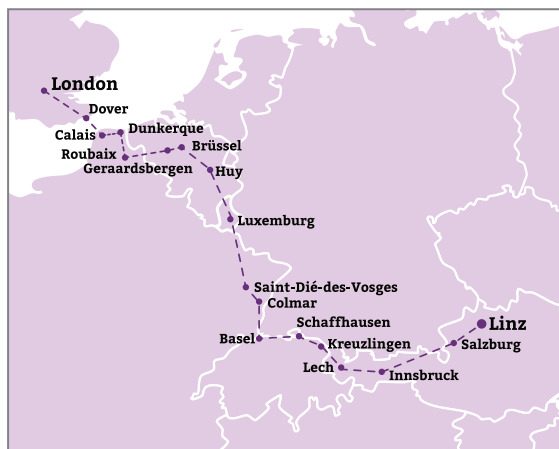 London
Dover
Calais
Dunkerque
Roubaix
Brüssel
Geraardsbergen
Huy
Luxemburg
Saint-Dié-des-Vosges
Colmar
Schaffhausen
Linz
Basel
Kreuzlingen
Salzburg
Lech
Innsbruck